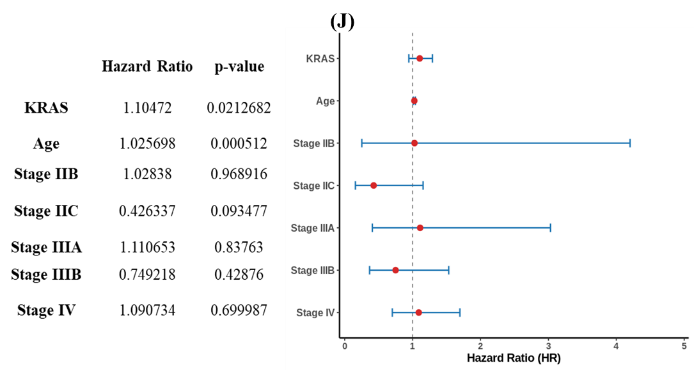 (J)
Hazard Ratio p-value
KRAS 1.10472 0.0212682
Age 1.025698 0.000512
Stage IIB 1.02838 0.968916
Stage IIC 0.426337 0.093477
Stage IIIA 1.110653 0.83763
Stage IIIB 0.749218 0.42876
Stage IV 1.090734 0.699987
KRAS
Age
Stage IIB
Stage IIC
Stage IIIA
Stage IIIB
Stage IV
0 1 2 3 4 5
Hazard Ratio (HR)